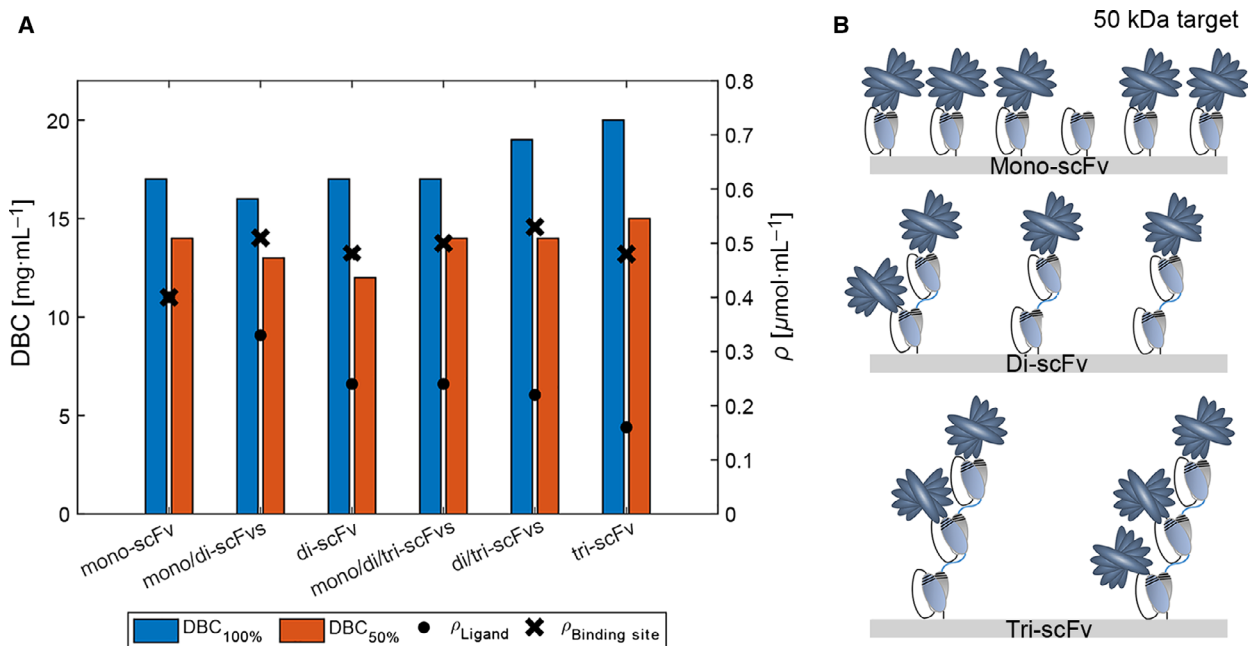 A
DBC [mg·mL−1]
20
15
10
5
0
0.8
0.7
0.6
0.5
0.4
0.3
0.2
0.1
0
ρ [μmol·mL−1]
mono-scFv
mono/di-scFvs
di-scFv
mono/di/tri-scFvs
di/tri-scFvs
tri-scFv
DBC100% DBC50% ρLigand ρBinding site
B
50 kDa target
Mono-scFv
Di-scFv
Tri-scFv